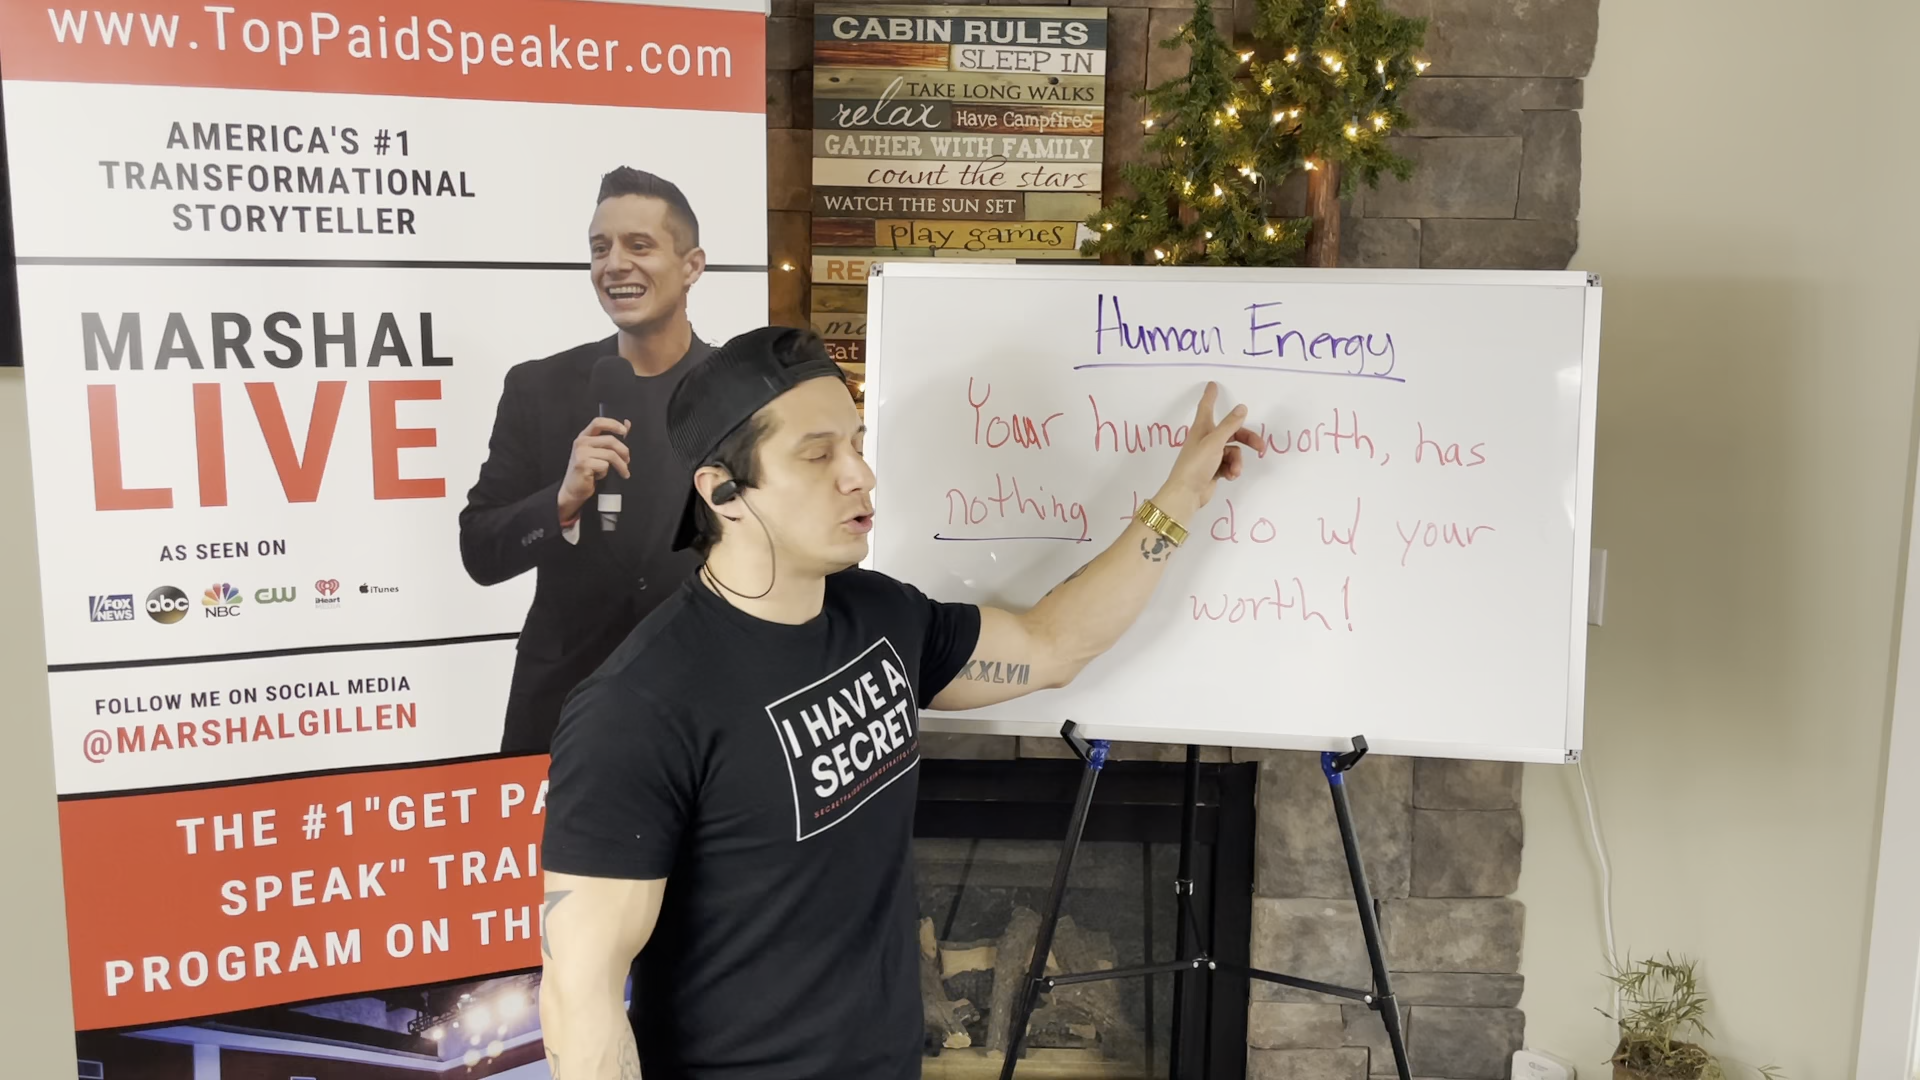 www.TopPaidSpeaker.com
AMERICA'S #1
TRANSFORMATIONAL
STORYTELLER
MARSHAL
LIVE
AS SEEN ON
FOX
NEWS
abc
NBC
CW
iHeart
iTunes
FOLLOW ME ON SOCIAL MEDIA
@MARSHALGILLEN
THE #1"GET PA
SPEAK" TRAI
PROGRAM ON TH
CABIN RULES
SLEEP IN
TAKE LONG WALKS
relax Have Campfires
GATHER WITH FAMILY
count the stars
WATCH THE SUN SET
play games
RE
Eat
Human Energy
Your huma worth, has
nothing t do w/ your
worth!
I HAVE A
SECRET
XXLVII